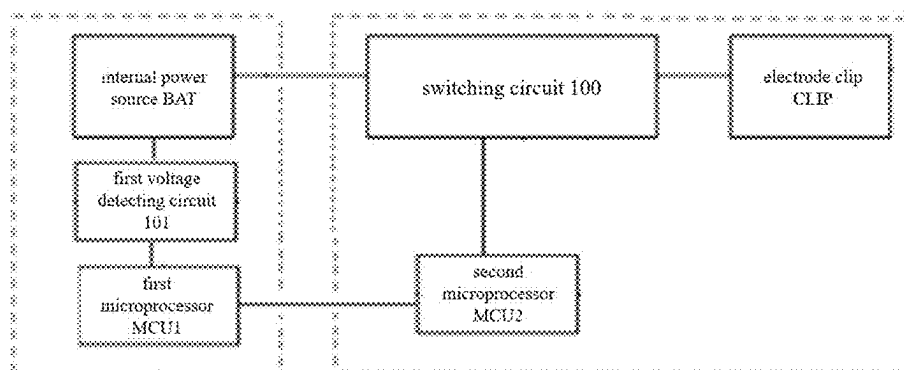 internal power
source BAT
switching circuit 100
electrode clip
CLIP
first voltage
detecting circuit
101
first
microprocessor
MCU1
second
microprocessor
MCU2